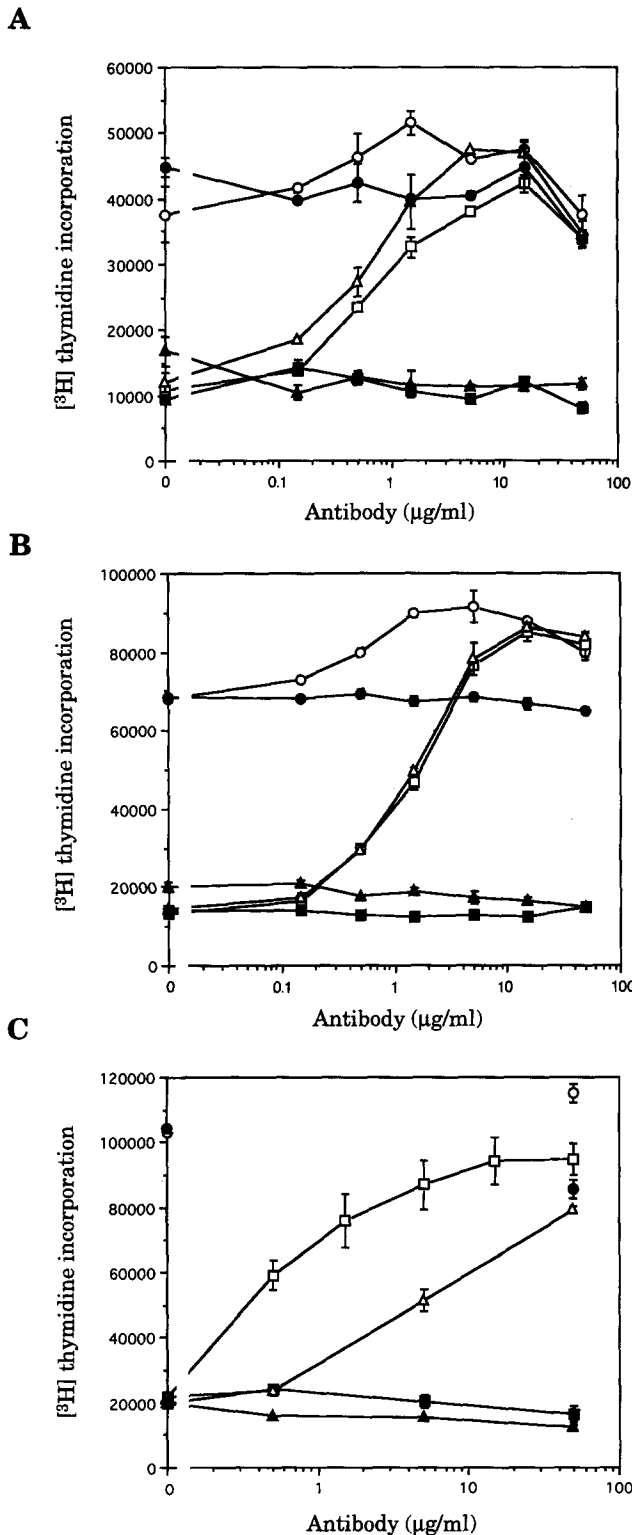 A
60000
50000
40000
30000
20000
10000
0
[³H] thymidine incorporation
0 0.1 1 10 100
Antibody (μg/ml)
B
100000
80000
60000
40000
20000
0
[³H] thymidine incorporation
0 0.1 1 10 100
Antibody (μg/ml)
C
120000
100000
80000
60000
40000
20000
0
[³H] thymidine incorporation
0 1 10 100
Antibody (μg/ml)